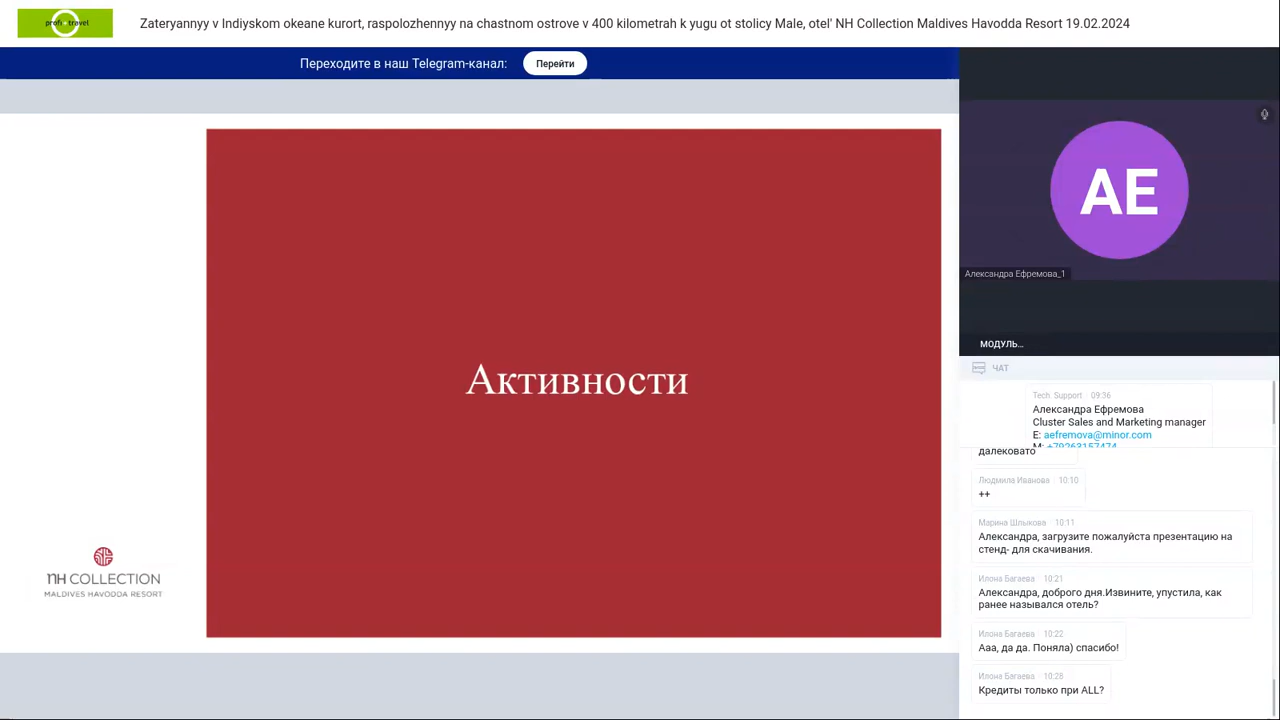 profi travel
Zateryannyy v Indiyskom okeane kurort, raspolozhennyy na chastnom ostrove v 400 kilometrah k yugu ot stolicy Male, otel' NH Collection Maldives Havodda Resort 19.02.2024
Переходите в наш Telegram-канал:
Перейти
Активности
NH COLLECTION
MALDIVES HAVODDA RESORT
AE
Александра Ефремова_1
МОДУЛЬ...
ЧАТ
Tech Support 09:36
Александра Ефремова
Cluster Sales and Marketing manager
E: aefremova@minor.com
M: +79263157474
далековато
Людмила Иванова 10:10
++
Марина Шлыкова 10:11
Александра, загрузите пожалуйста презентацию на
стенд- для скачивания.
Илона Багаева 10:21
Александра, доброго дня.Извините, упустила, как
ранее назывался отель?
Илона Багаева 10:22
Ааа, да да. Поняла) спасибо!
Илона Багаева 10:28
Кредиты только при ALL?